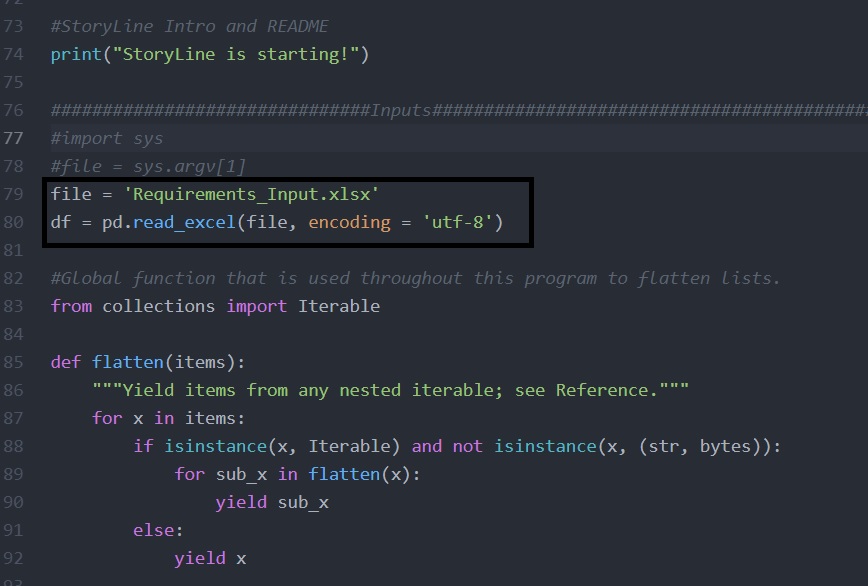 72
73 #StoryLine Intro and README
74 print("StoryLine is starting!")
75
76 ###############################Inputs##########################################
77 #import sys
78 #file = sys.argv[1]
79 file = 'Requirements_Input.xlsx'
80 df = pd.read_excel(file, encoding = 'utf-8')
81
82 #Global function that is used throughout this program to flatten lists.
83 from collections import Iterable
84
85 def flatten(items):
86     """Yield items from any nested iterable; see Reference."""
87     for x in items:
88         if isinstance(x, Iterable) and not isinstance(x, (str, bytes)):
89             for sub_x in flatten(x):
90                 yield sub_x
91         else:
92             yield x
93